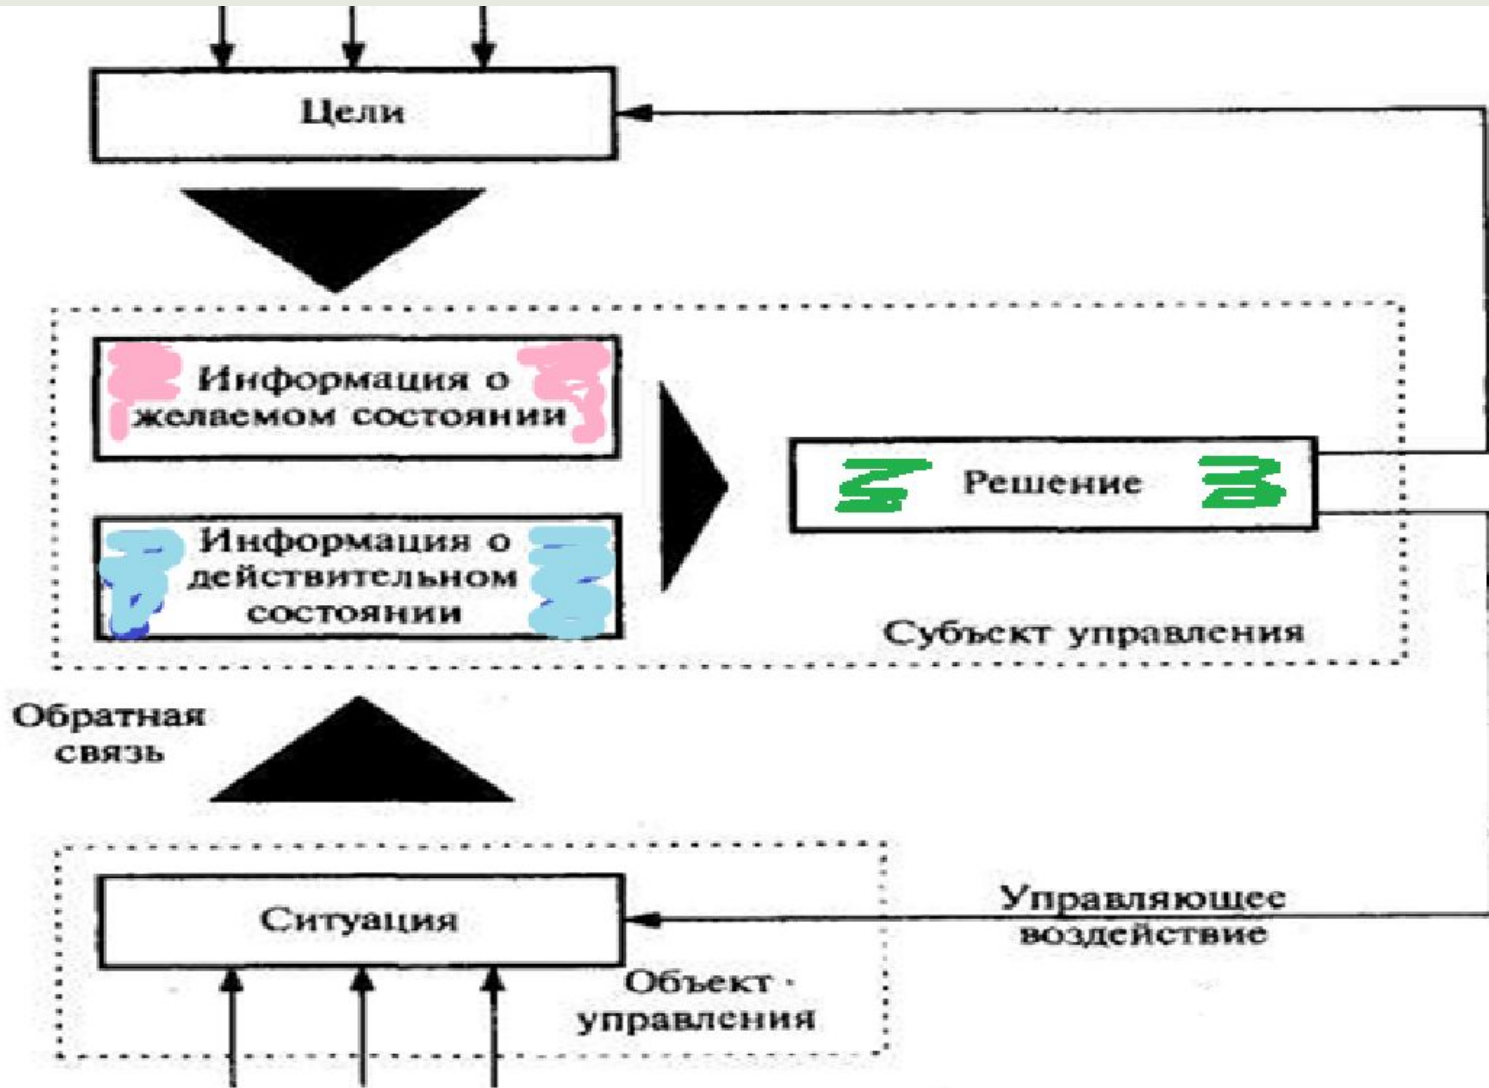 Цели
Информация о
желаемом состоянии
Решение
Информация о
действительном
состоянии
Субъект управления
Обратная
связь
Ситуация
Управляющее
воздействие
Объект
управления